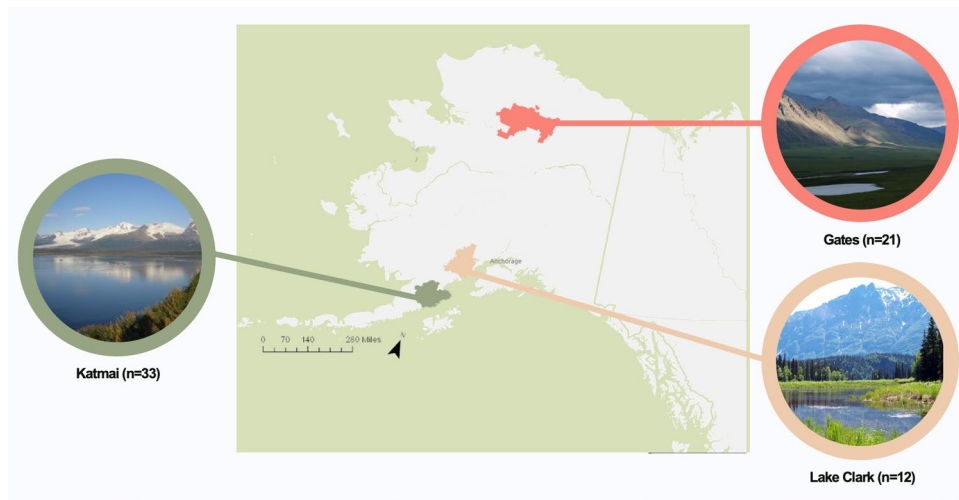 Gates (n=21)
Anchorage
Katmai (n=33)
0 70 140 280 Miles
N
Lake Clark (n=12)